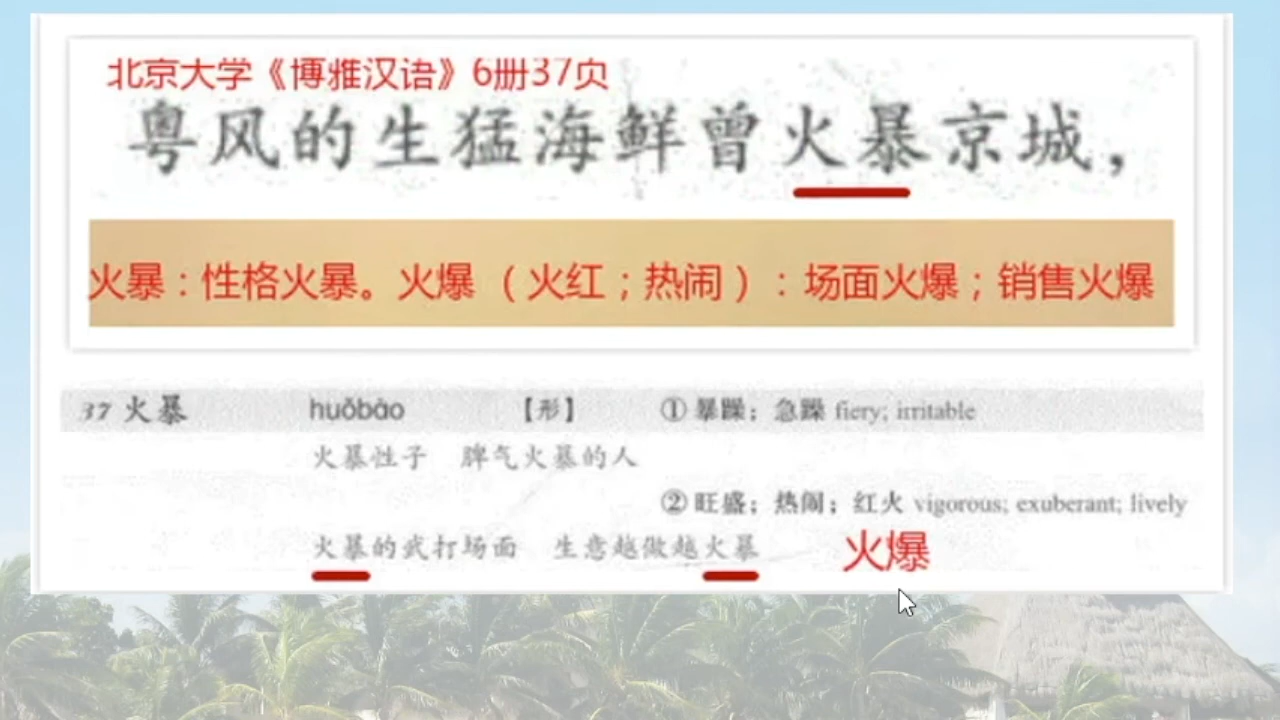 北京大学《博雅汉语》6册37页
粤风的生猛海鲜曾火暴京城，
火暴：性格火暴。火爆（火红；热闹）：场面火爆；销售火爆
37 火暴 huǒbào 【形】 ① 暴躁；急躁 fiery; irritable
火暴性子 脾气火暴的人
② 旺盛；热闹；红火 vigorous; exuberant; lively
火暴的武打场面 生意越做越火暴 火爆